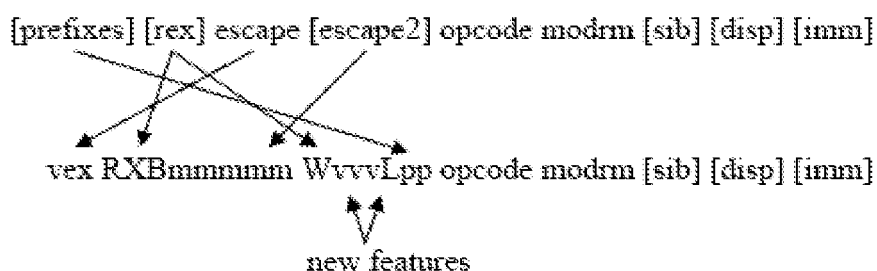 [prefixes] [rex] escape [escape2] opcode modrm [sib] [disp] [imm]
vex RXBmmmmm WvvvLpp opcode modrm [sib] [disp] [imm]
new features